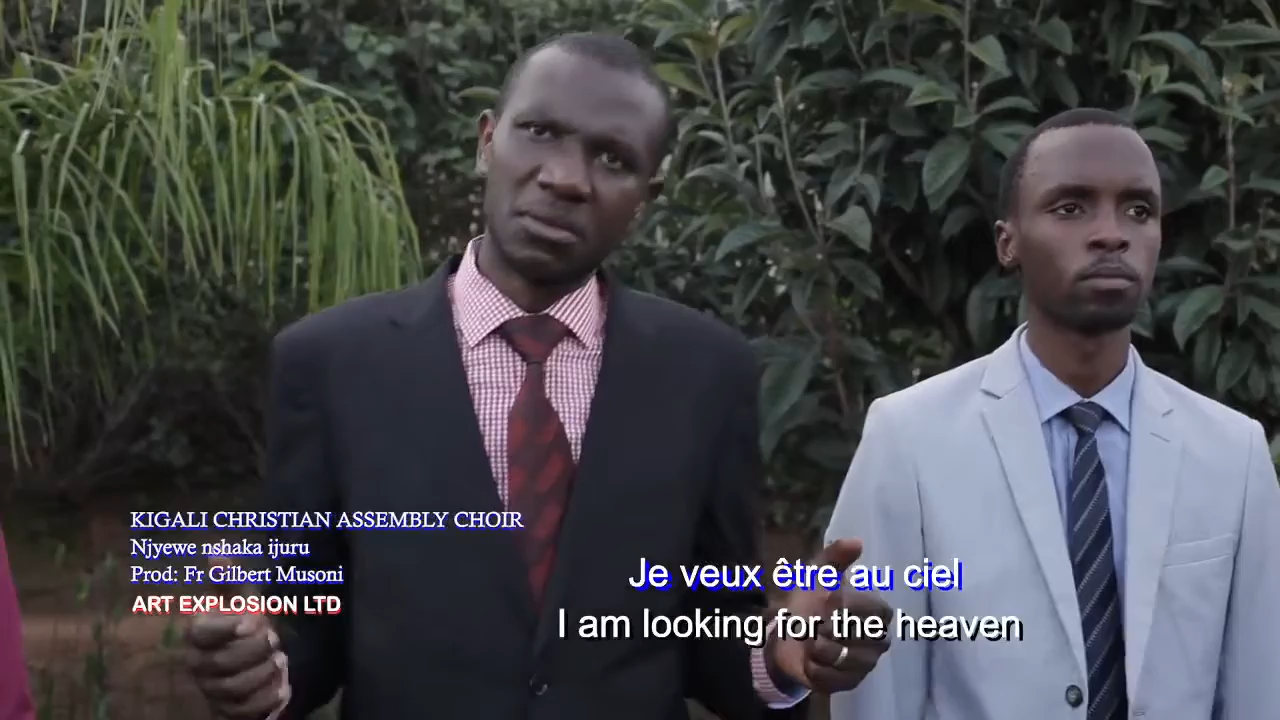 KIGALI CHRISTIAN ASSEMBLY CHOIR
Njyewe nshaka ijuru
Prod: Fr Gilbert Musoni
ART EXPLOSION LTD
Je veux être au ciel
I am looking for the heaven